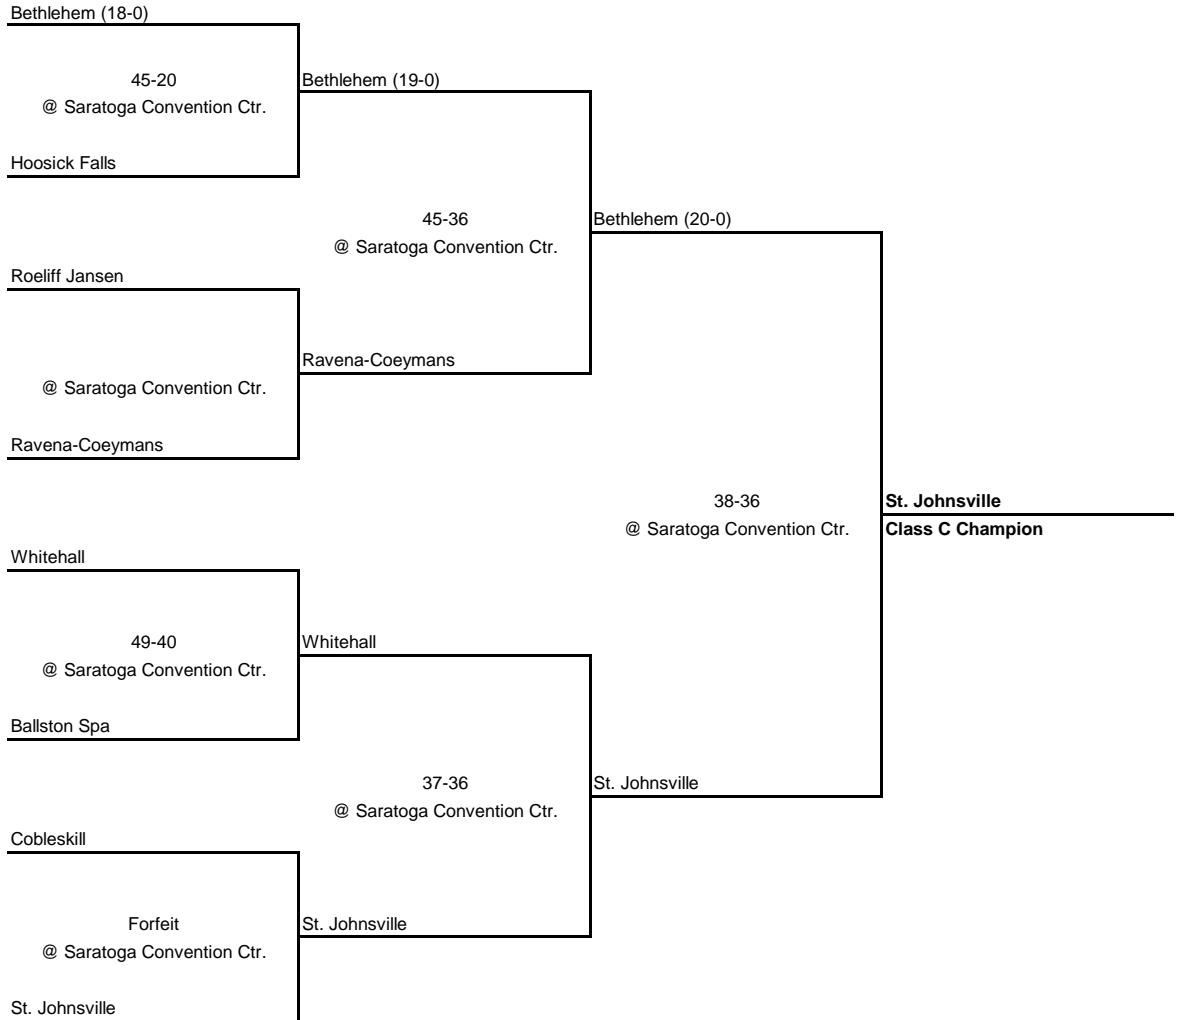 Bethlehem (18-0)
45-20
@ Saratoga Convention Ctr.
Bethlehem (19-0)
Hoosick Falls
45-36
@ Saratoga Convention Ctr.
Bethlehem (20-0)
Roeliff Jansen
@ Saratoga Convention Ctr.
Ravena-Coeymans
Ravena-Coeymans
38-36
@ Saratoga Convention Ctr.
St. Johnsville
Class C Champion
Whitehall
49-40
@ Saratoga Convention Ctr.
Whitehall
Ballston Spa
37-36
@ Saratoga Convention Ctr.
St. Johnsville
Cobleskill
Forfeit
@ Saratoga Convention Ctr.
St. Johnsville
St. Johnsville